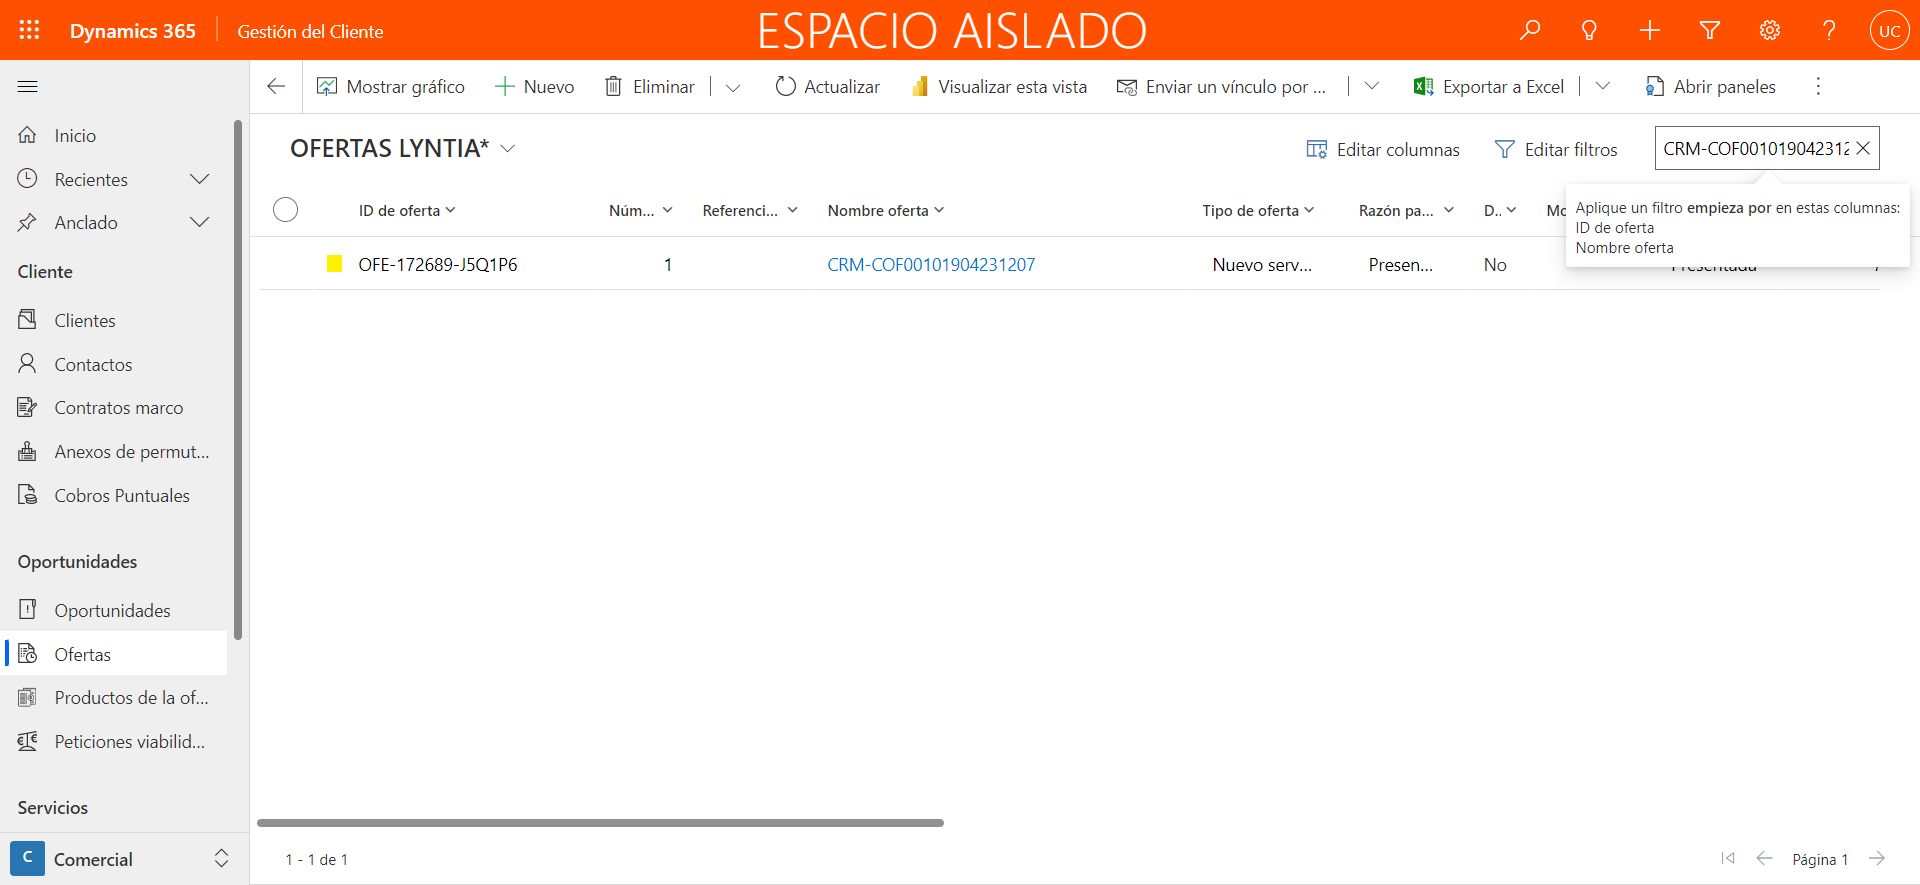 Dynamics 365
Gestión del Cliente
ESPACIO AISLADO
UC
Mostrar gráfico
Nuevo
Eliminar
Actualizar
Visualizar esta vista
Enviar un vínculo por ...
Exportar a Excel
Abrir paneles
Inicio
Recientes
Anclado
Cliente
Clientes
Contactos
Contratos marco
Anexos de permut...
Cobros Puntuales
Oportunidades
Oportunidades
Ofertas
Productos de la of...
Peticiones viabilid...
Servicios
C
Comercial
OFERTAS LYNTIA*
Editar columnas
Editar filtros
CRM-COF001019042312
ID de oferta
Núm...
Referenci...
Nombre oferta
Tipo de oferta
Razón pa...
D..
Mo
Aplique un filtro empieza por en estas columnas:
ID de oferta
Nombre oferta
OFE-172689-J5Q1P6
1
CRM-COF00101904231207
Nuevo serv...
Presen...
No
Presentada
1 - 1 de 1
Página 1